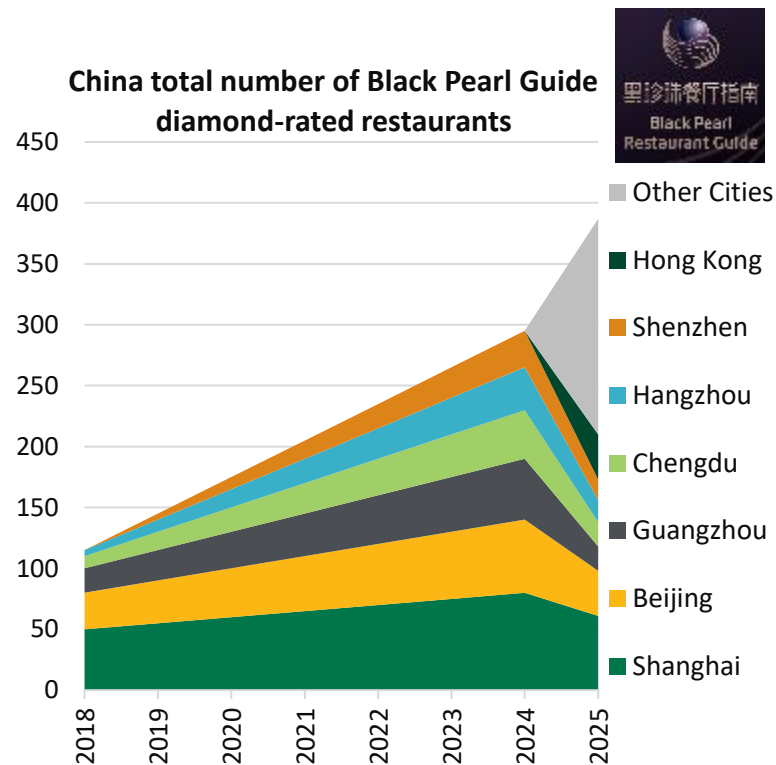 China total number of Black Pearl Guide
diamond-rated restaurants
黑珍珠餐厅指南
Black Pearl
Restaurant Guide
450
400
350
300
250
200
150
100
50
0
2018
2019
2020
2021
2022
2023
2024
2025
Other Cities
Hong Kong
Shenzhen
Hangzhou
Chengdu
Guangzhou
Beijing
Shanghai